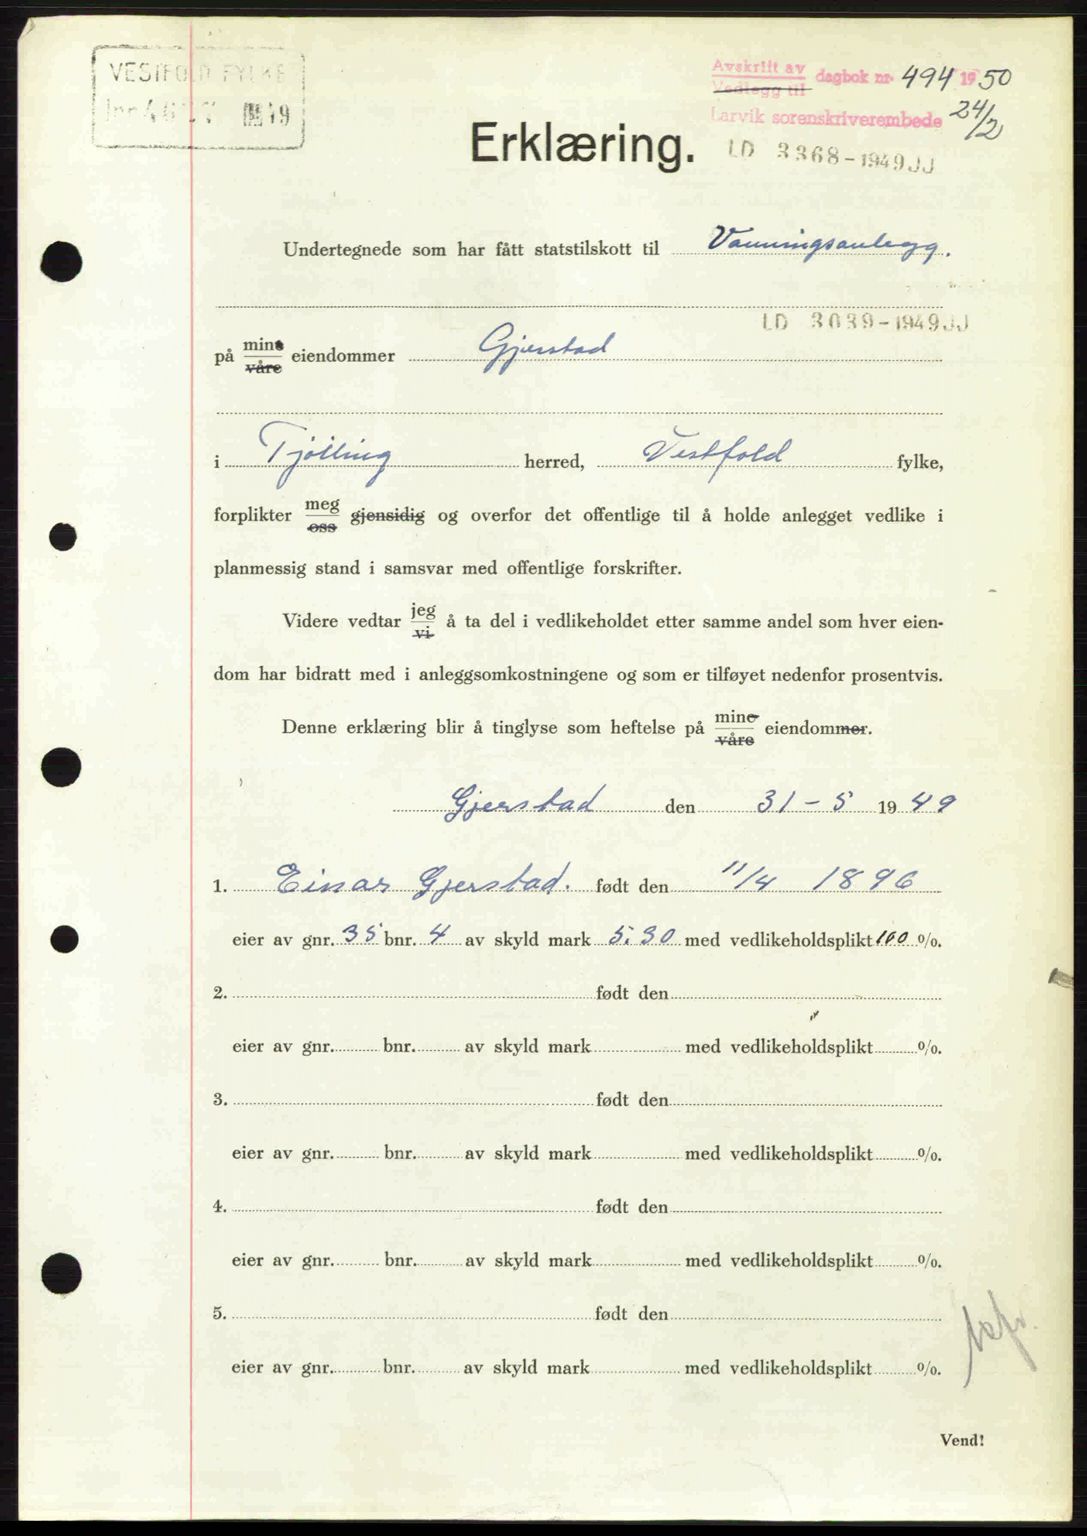 VESTFOLD FYLKE
Avskrift av
Vedlegg til
dagbok nr. 494 1950
Larvik sorenskriverembede 24/2
Erklæring.
LD 3368-1949JJ
Undertegnede som har fått statstilskott til Vanningsanlegg.
LD 3039-1949JJ
på mine
våre eiendommer Gjerstad
i Tjölling herred, Vestfold fylke,
forplikter meg
oss gjensidig og overfor det offentlige til å holde anlegget vedlike i
planmessig stand i samsvar med offentlige forskrifter.
Videre vedtar jeg
vi å ta del i vedlikeholdet etter samme andel som hver eien-
dom har bidratt med i anleggsomkostningene og som er tilføyet nedenfor prosentvis.
Denne erklæring blir å tinglyse som heftelse på mine
våre eiendommer.
Gjerstad den 31-5 1949
1. Einar Gjerstad. født den 11/4 1896
eier av gnr. 35 bnr. 4 av skyld mark 5.30 med vedlikeholdsplikt 100 %.
2. født den
eier av gnr. bnr. av skyld mark med vedlikeholdsplikt %.
3. født den
eier av gnr. bnr. av skyld mark med vedlikeholdsplikt %.
4. født den
eier av gnr. bnr. av skyld mark med vedlikeholdsplikt %.
5. født den
eier av gnr. bnr. av skyld mark med vedlikeholdsplikt %.
Vend!